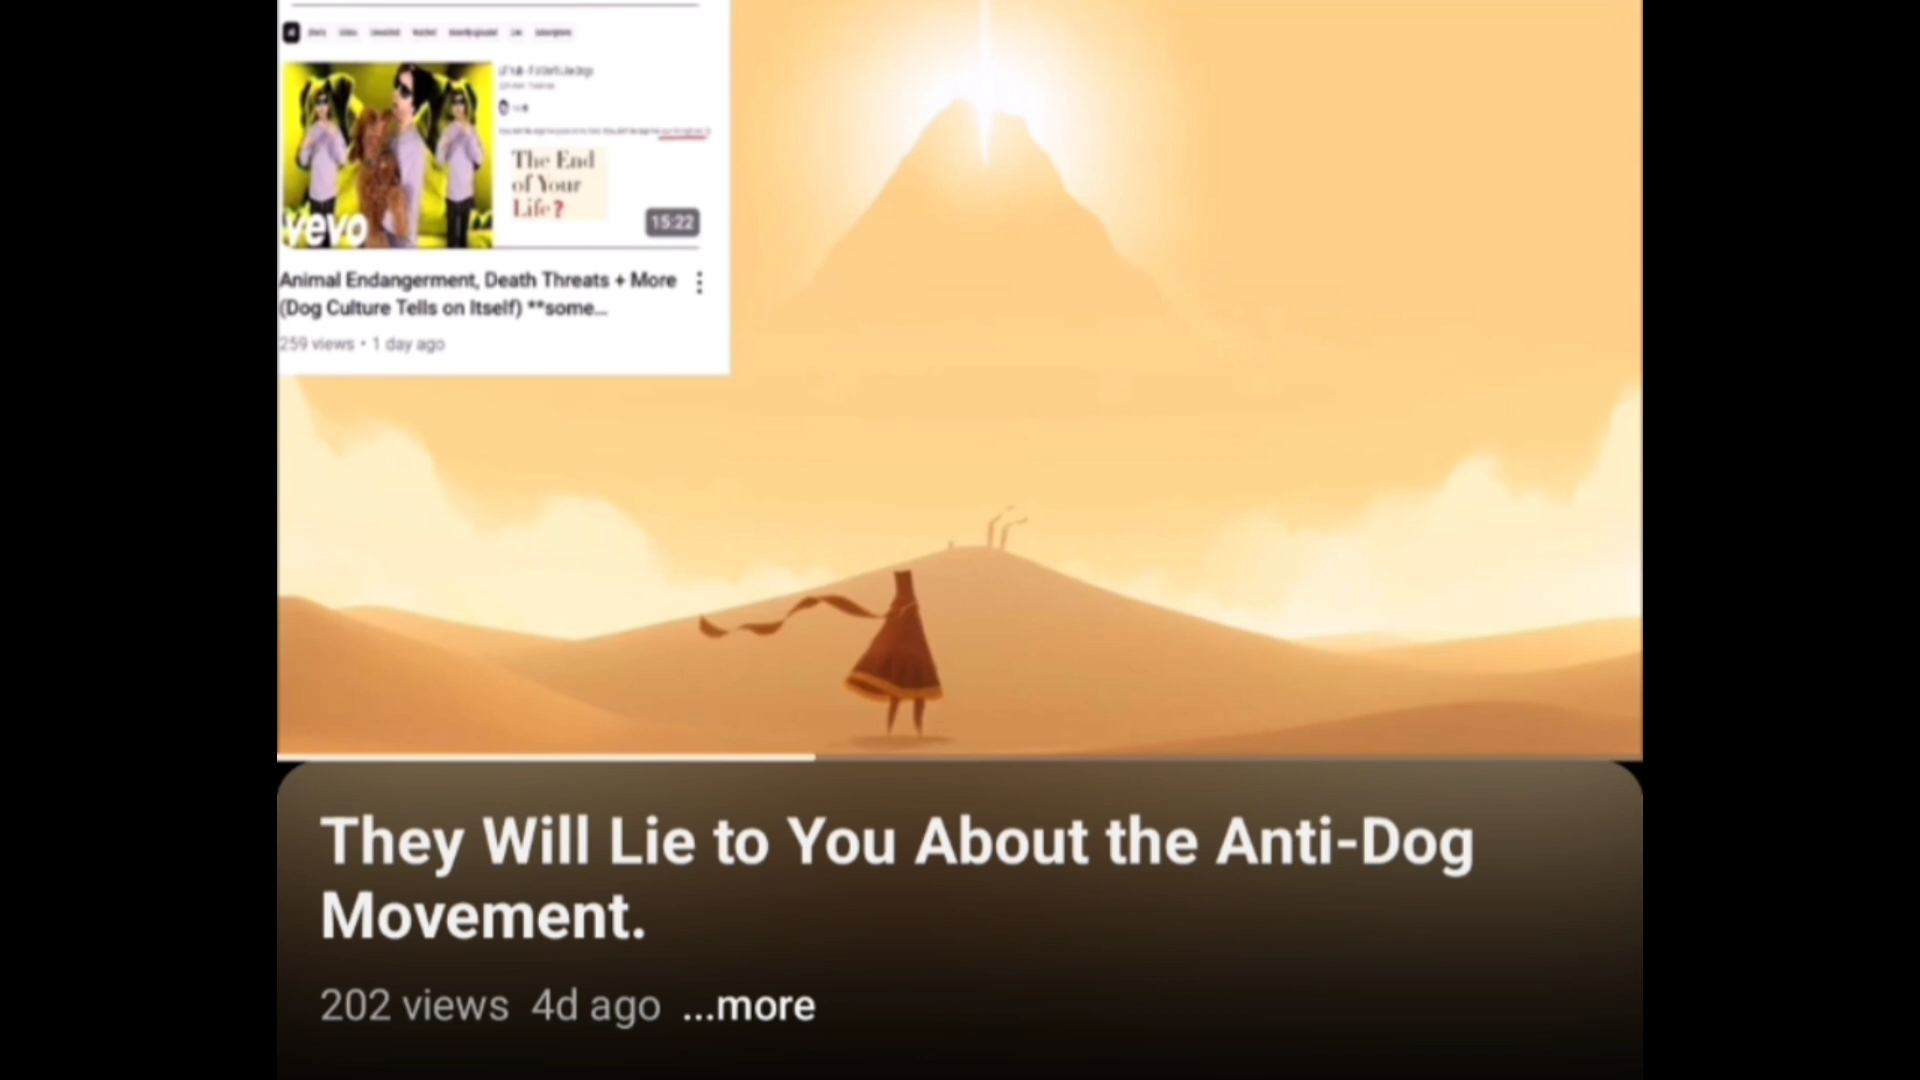 vevo
The End
of Your
Life?
15:22
Animal Endangerment, Death Threats + More
(Dog Culture Tells on Itself) **some...
259 views • 1 day ago
They Will Lie to You About the Anti-Dog
Movement.
202 views 4d ago ...more